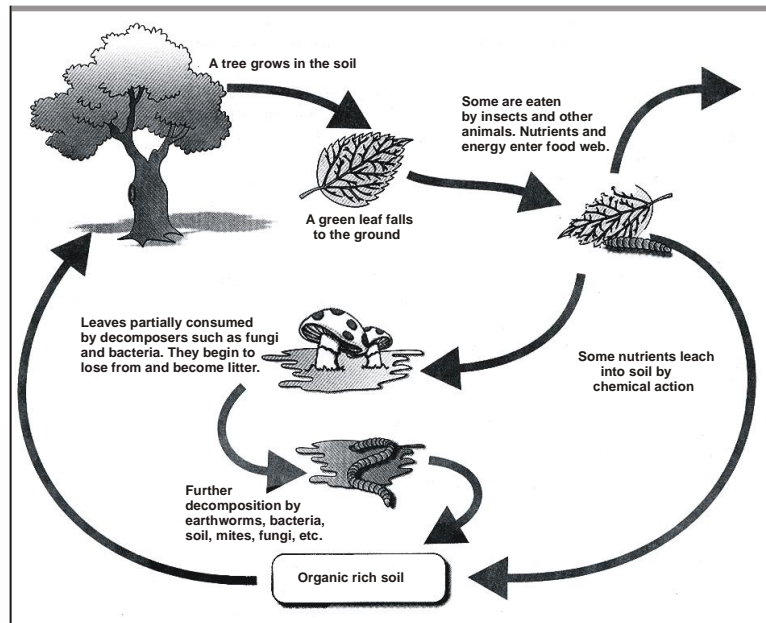 A tree grows in the soil
Some are eaten
by insects and other
animals. Nutrients and
energy enter food web.
A green leaf falls
to the ground
Leaves partially consumed
by decomposers such as fungi
and bacteria. They begin to
lose from and become litter.
Some nutrients leach
into soil by
chemical action
Further
decomposition by
earthworms, bacteria,
soil, mites, fungi, etc.
Organic rich soil